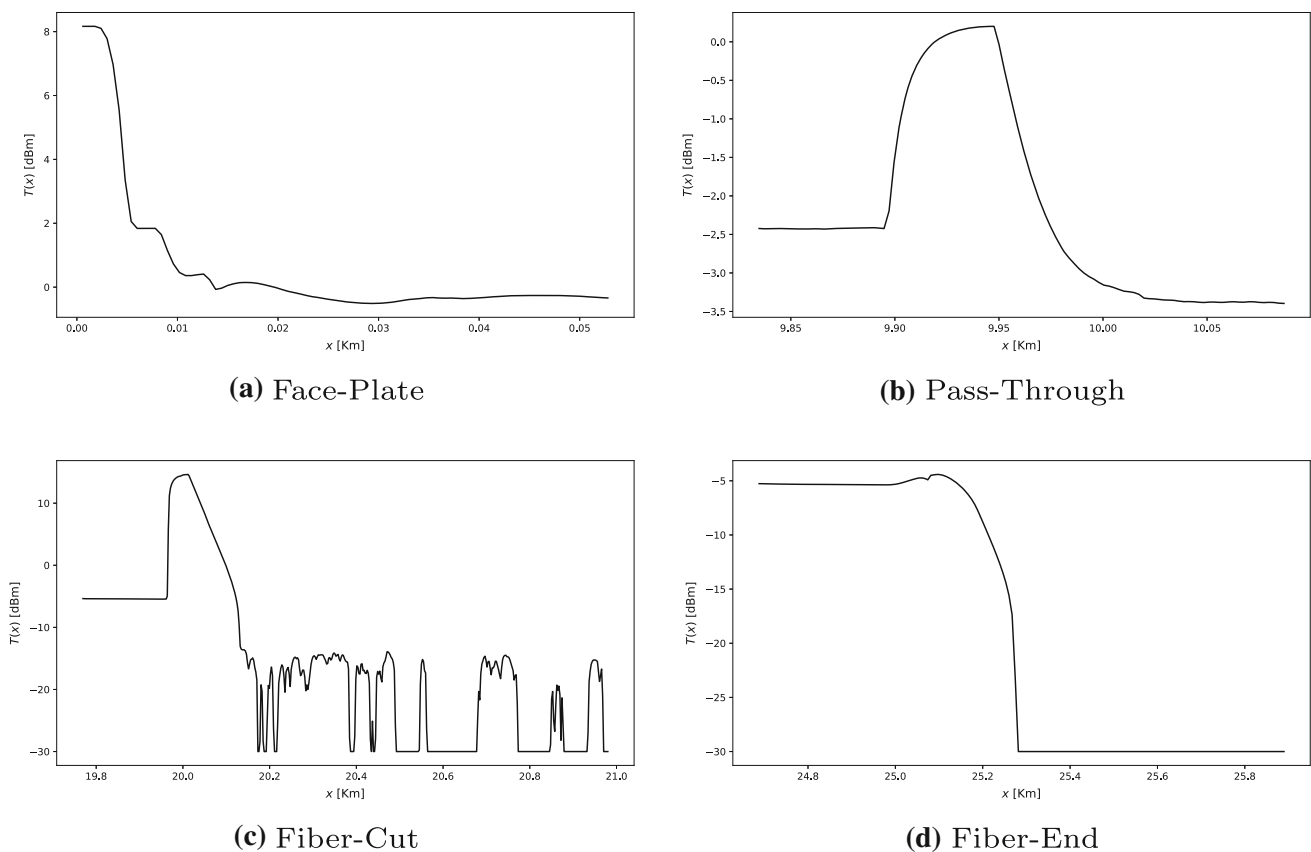 8
6
4
2
0
T(x) [dBm]
0.00 0.01 0.02 0.03 0.04 0.05
x [Km]
(a) Face-Plate
0.0
−0.5
−1.0
−1.5
−2.0
−2.5
−3.0
−3.5
T(x) [dBm]
9.85 9.90 9.95 10.00 10.05
x [Km]
(b) Pass-Through
10
0
−10
−20
−30
T(x) [dBm]
19.8 20.0 20.2 20.4 20.6 20.8 21.0
x [Km]
(c) Fiber-Cut
−5
−10
−15
−20
−25
−30
T(x) [dBm]
24.8 25.0 25.2 25.4 25.6 25.8
x [Km]
(d) Fiber-End